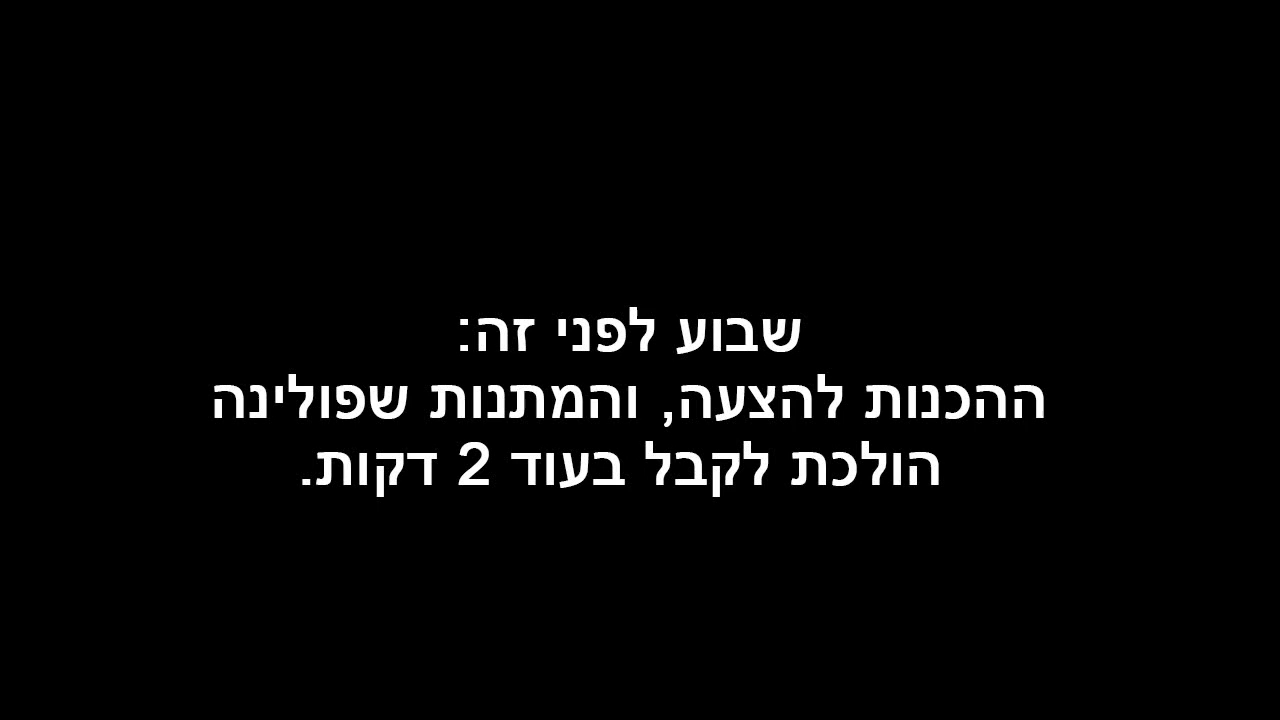 שבוע לפני זה:
ההכנות להצעה, והמתנות שפולינה
הולכת לקבל בעוד 2 דקות.